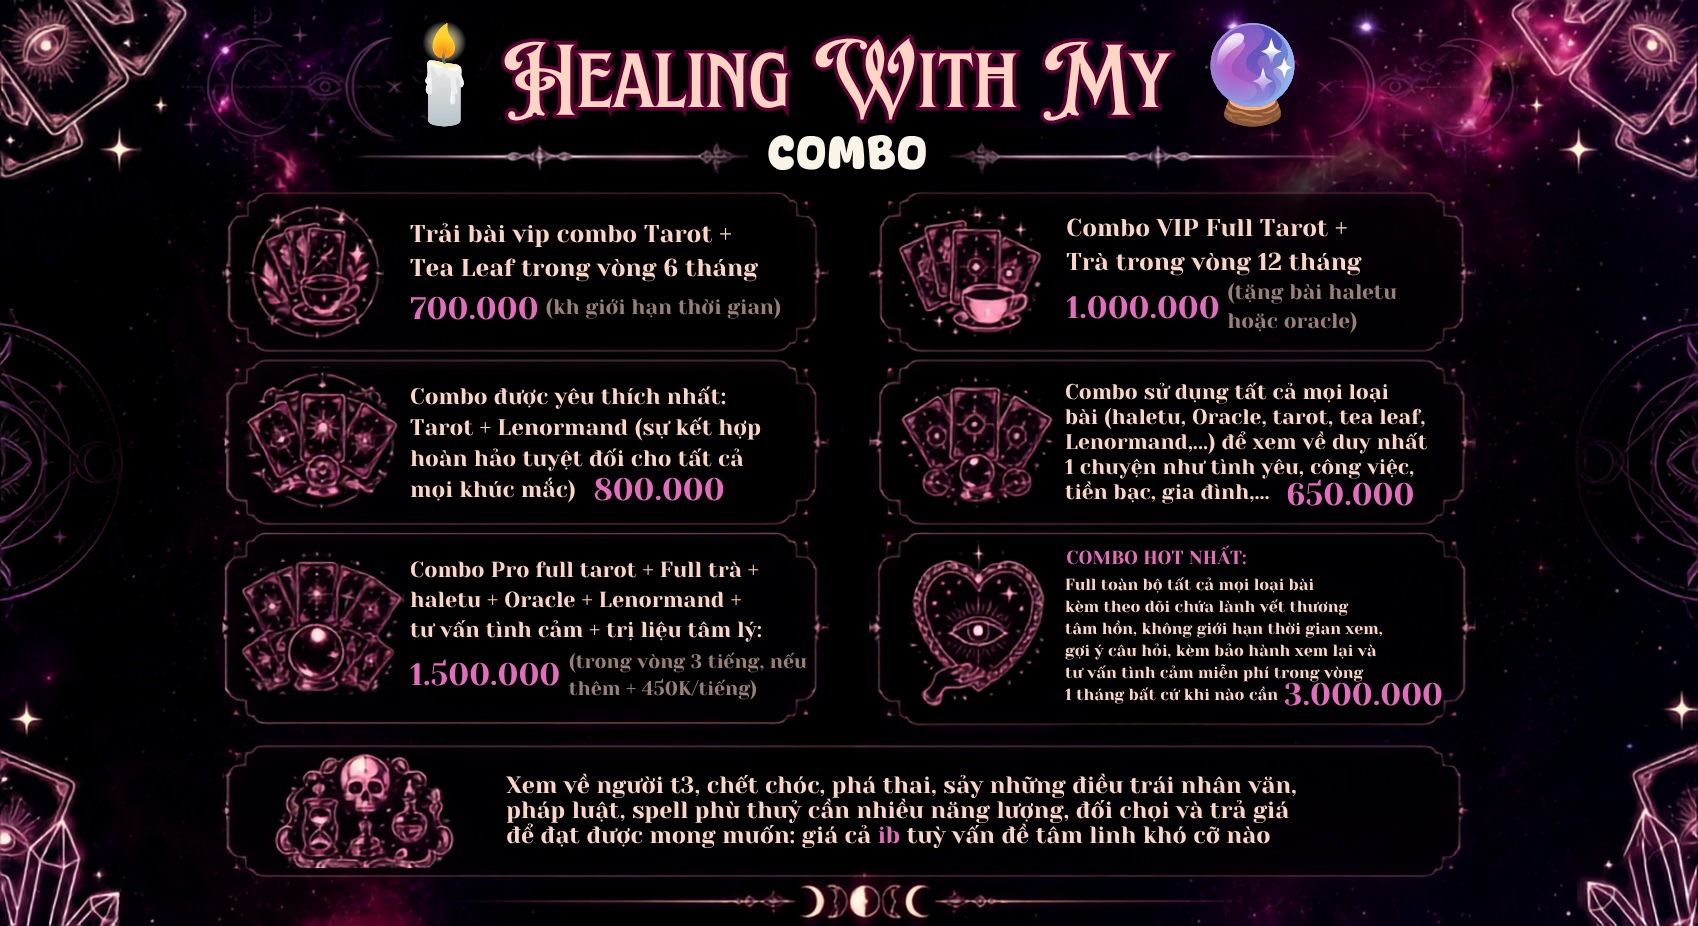 HEALING WITH MY
COMBO
Trải bài vip combo Tarot +
Tea Leaf trong vòng 6 tháng
700.000 (kh giới hạn thời gian)
Combo VIP Full Tarot +
Trà trong vòng 12 tháng
1.000.000 (tặng bài haletu
hoặc oracle)
Combo được yêu thích nhất:
Tarot + Lenormand (sự kết hợp
hoàn hảo tuyệt đối cho tất cả
mọi khúc mắc) 800.000
Combo sử dụng tất cả mọi loại
bài (haletu, Oracle, tarot, tea leaf,
Lenormand,...) để xem về duy nhất
1 chuyện như tình yêu, công việc,
tiền bạc, gia đình,... 650.000
Combo Pro full tarot + Full trà +
haletu + Oracle + Lenormand +
tư vấn tình cảm + trị liệu tâm lý:
1.500.000 (trong vòng 3 tiếng, nếu
thêm + 450K/tiếng)
COMBO HOT NHẤT:
Full toàn bộ tất cả mọi loại bài
kèm theo dõi chứa lành vết thương
tâm hồn, không giới hạn thời gian xem,
gợi ý câu hỏi, kèm bảo hành xem lại và
tư vấn tình cảm miễn phí trong vòng
1 tháng bất cứ khi nào cần 3.000.000
Xem về người t3, chết chóc, phá thai, sảy những điều trái nhân văn,
pháp luật, spell phù thuỷ cần nhiều năng lượng, đối chọi và trả giá
để đạt được mong muốn: giá cả ib tuỳ vấn đề tâm linh khó cỡ nào